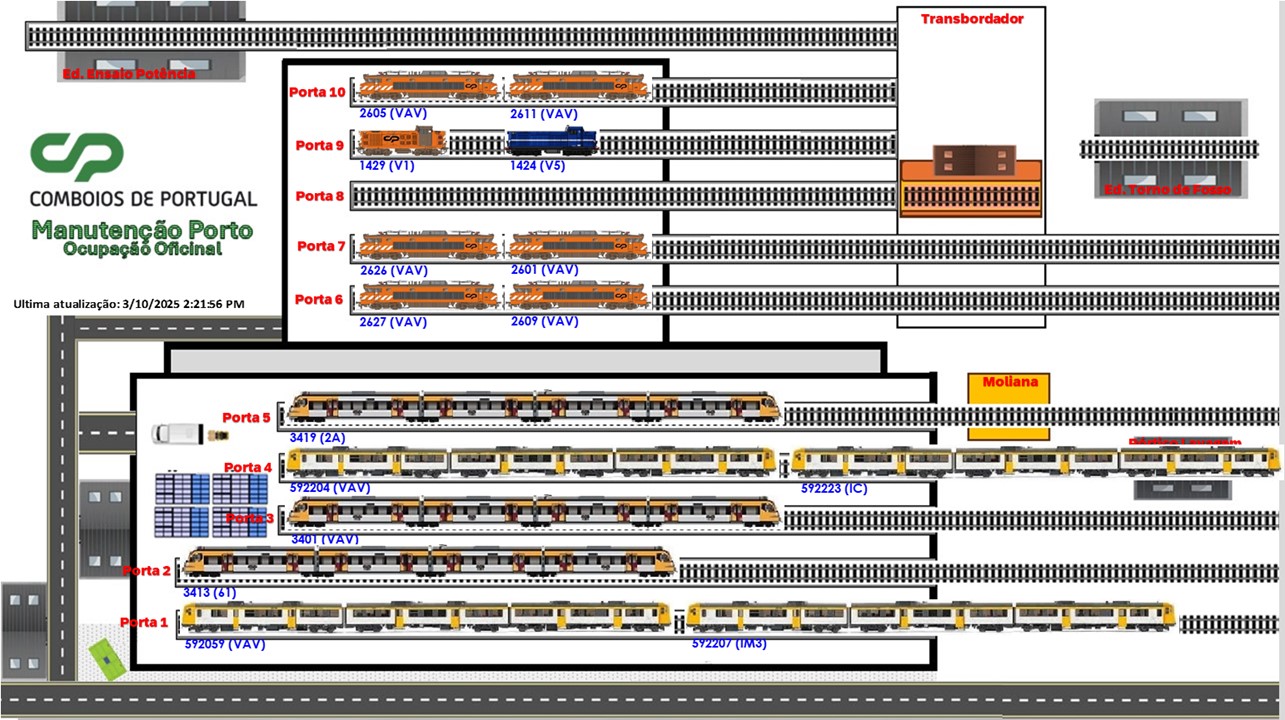 Transbordador
Ed. Ensaio Potência
Porta 10
2605 (VAV)
2611 (VAV)
Porta 9
1429 (V1)
1424 (V5)
CP
COMBOIOS DE PORTUGAL
Manutenção Porto
Ocupação Oficinal
Porta 8
Ed. Torno de Fosso
Porta 7
2626 (VAV)
2601 (VAV)
Ultima atualização: 3/10/2025 2:21:56 PM
Porta 6
2627 (VAV)
2609 (VAV)
Moliana
Porta 5
3419 (2A)
Porta 4
592204 (VAV)
592223 (IC)
Porta 3
3401 (VAV)
Porta 2
3413 (61)
Porta 1
592059 (VAV)
592207 (IM3)